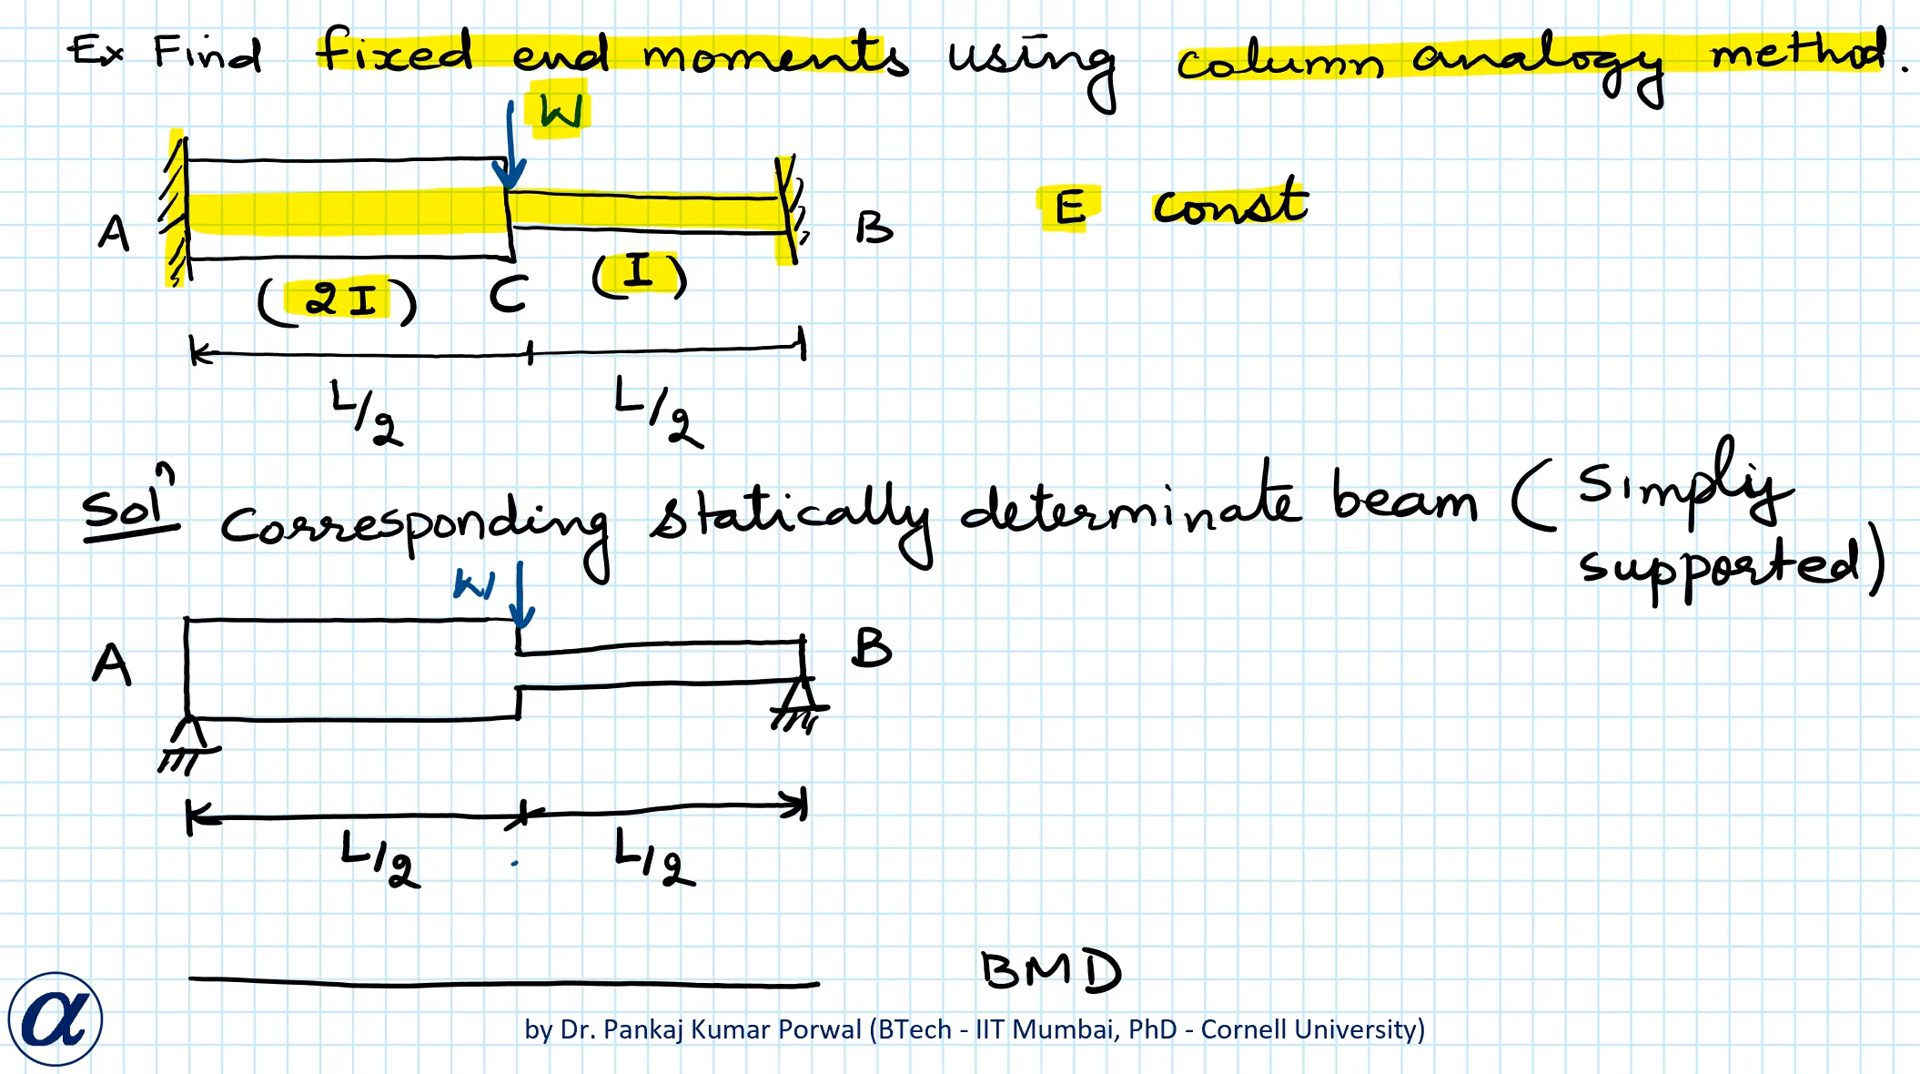 Ex Find fixed end moments using column analogy method.
W
A
B
E const
(2I)
C
(I)
L/2
L/2
Solⁿ Corresponding statically determinate beam (Simply
supported)
W
A
B
L/2
L/2
BMD
α
by Dr. Pankaj Kumar Porwal (BTech - IIT Mumbai, PhD - Cornell University)